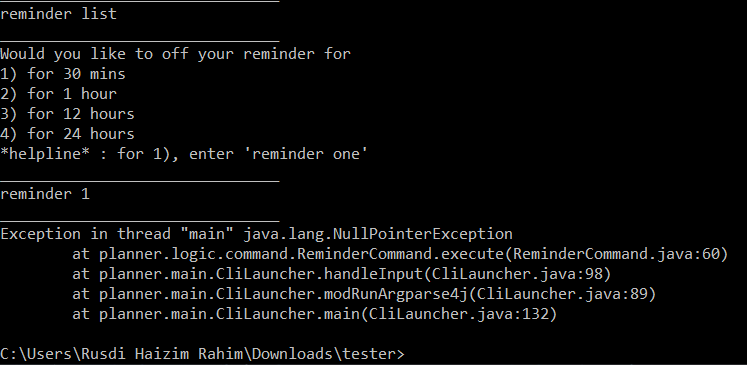 reminder list
Would you like to off your reminder for
1) for 30 mins
2) for 1 hour
3) for 12 hours
4) for 24 hours
*helpline* : for 1), enter 'reminder one'
reminder 1
Exception in thread "main" java.lang.NullPointerException
        at planner.logic.command.ReminderCommand.execute(ReminderCommand.java:60)
        at planner.main.CliLauncher.handleInput(CliLauncher.java:98)
        at planner.main.CliLauncher.modRunArgparse4j(CliLauncher.java:89)
        at planner.main.CliLauncher.main(CliLauncher.java:132)
C:\Users\Rusdi Haizim Rahim\Downloads\tester>